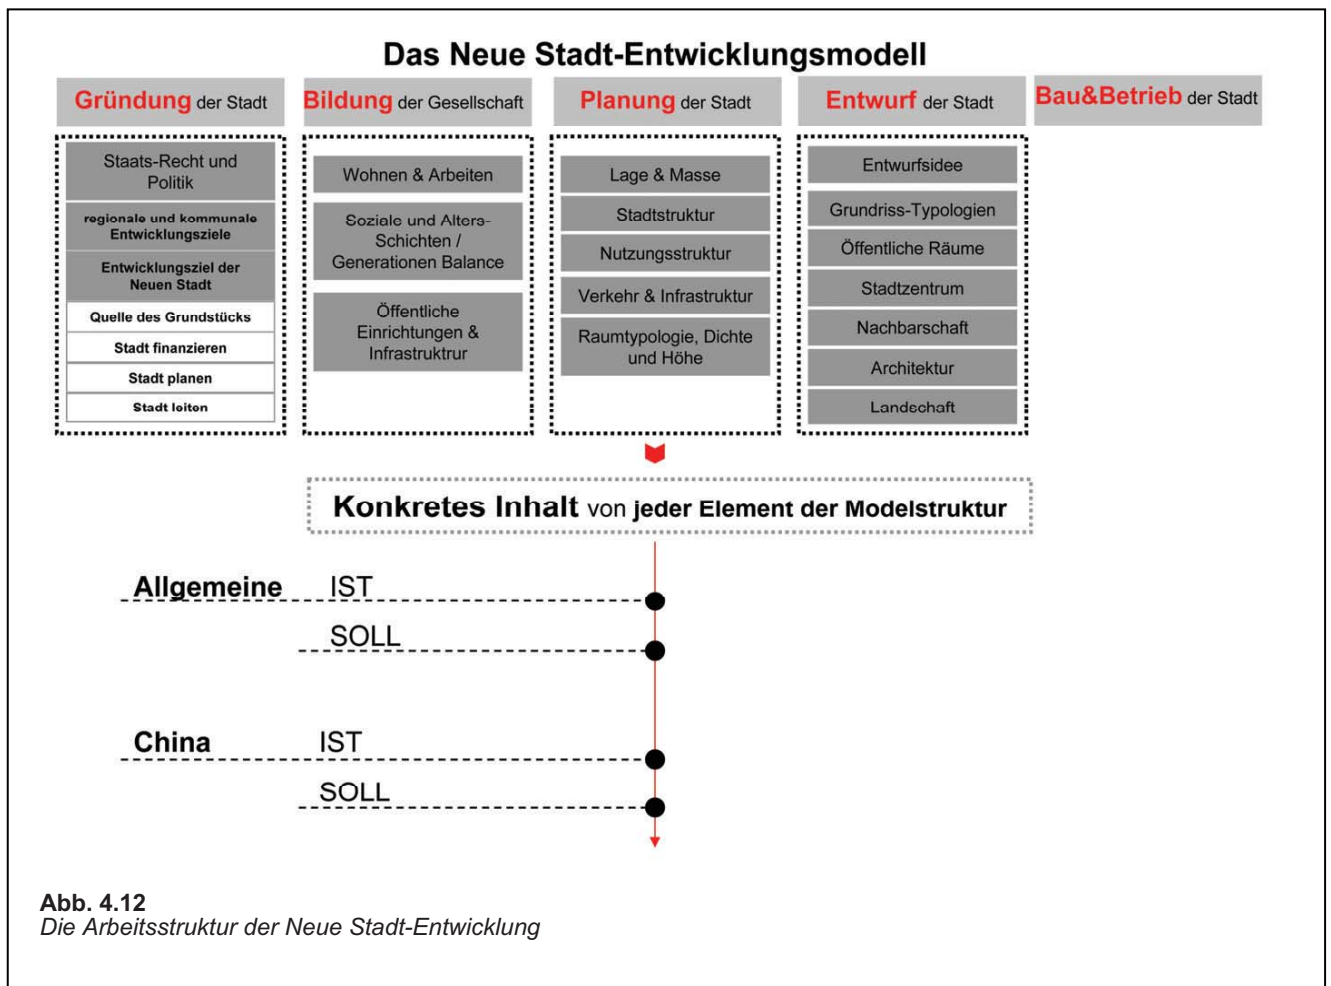 Das Neue Stadt-Entwicklungsmodell
Gründung der Stadt
Bildung der Gesellschaft
Planung der Stadt
Entwurf der Stadt
Bau&Betrieb der Stadt
Staats-Recht und
Politik
regionale und kommunale
Entwicklungsziele
Entwicklungsziel der
Neuen Stadt
Quelle des Grundstücks
Stadt finanzieren
Stadt planen
Stadt leiten
Wohnen & Arbeiten
Soziale und Alters-
Schichten /
Generationen Balance
Öffentliche
Einrichtungen &
Infrastruktrur
Lage & Masse
Stadtstruktur
Nutzungsstruktur
Verkehr & Infrastruktur
Raumtypologie, Dichte
und Höhe
Entwurfsidee
Grundriss-Typologien
Öffentliche Räume
Stadtzentrum
Nachbarschaft
Architektur
Landschaft
Konkretes Inhalt von jeder Element der Modelstruktur
Allgemeine IST
SOLL
China IST
SOLL
Abb. 4.12
Die Arbeitsstruktur der Neue Stadt-Entwicklung